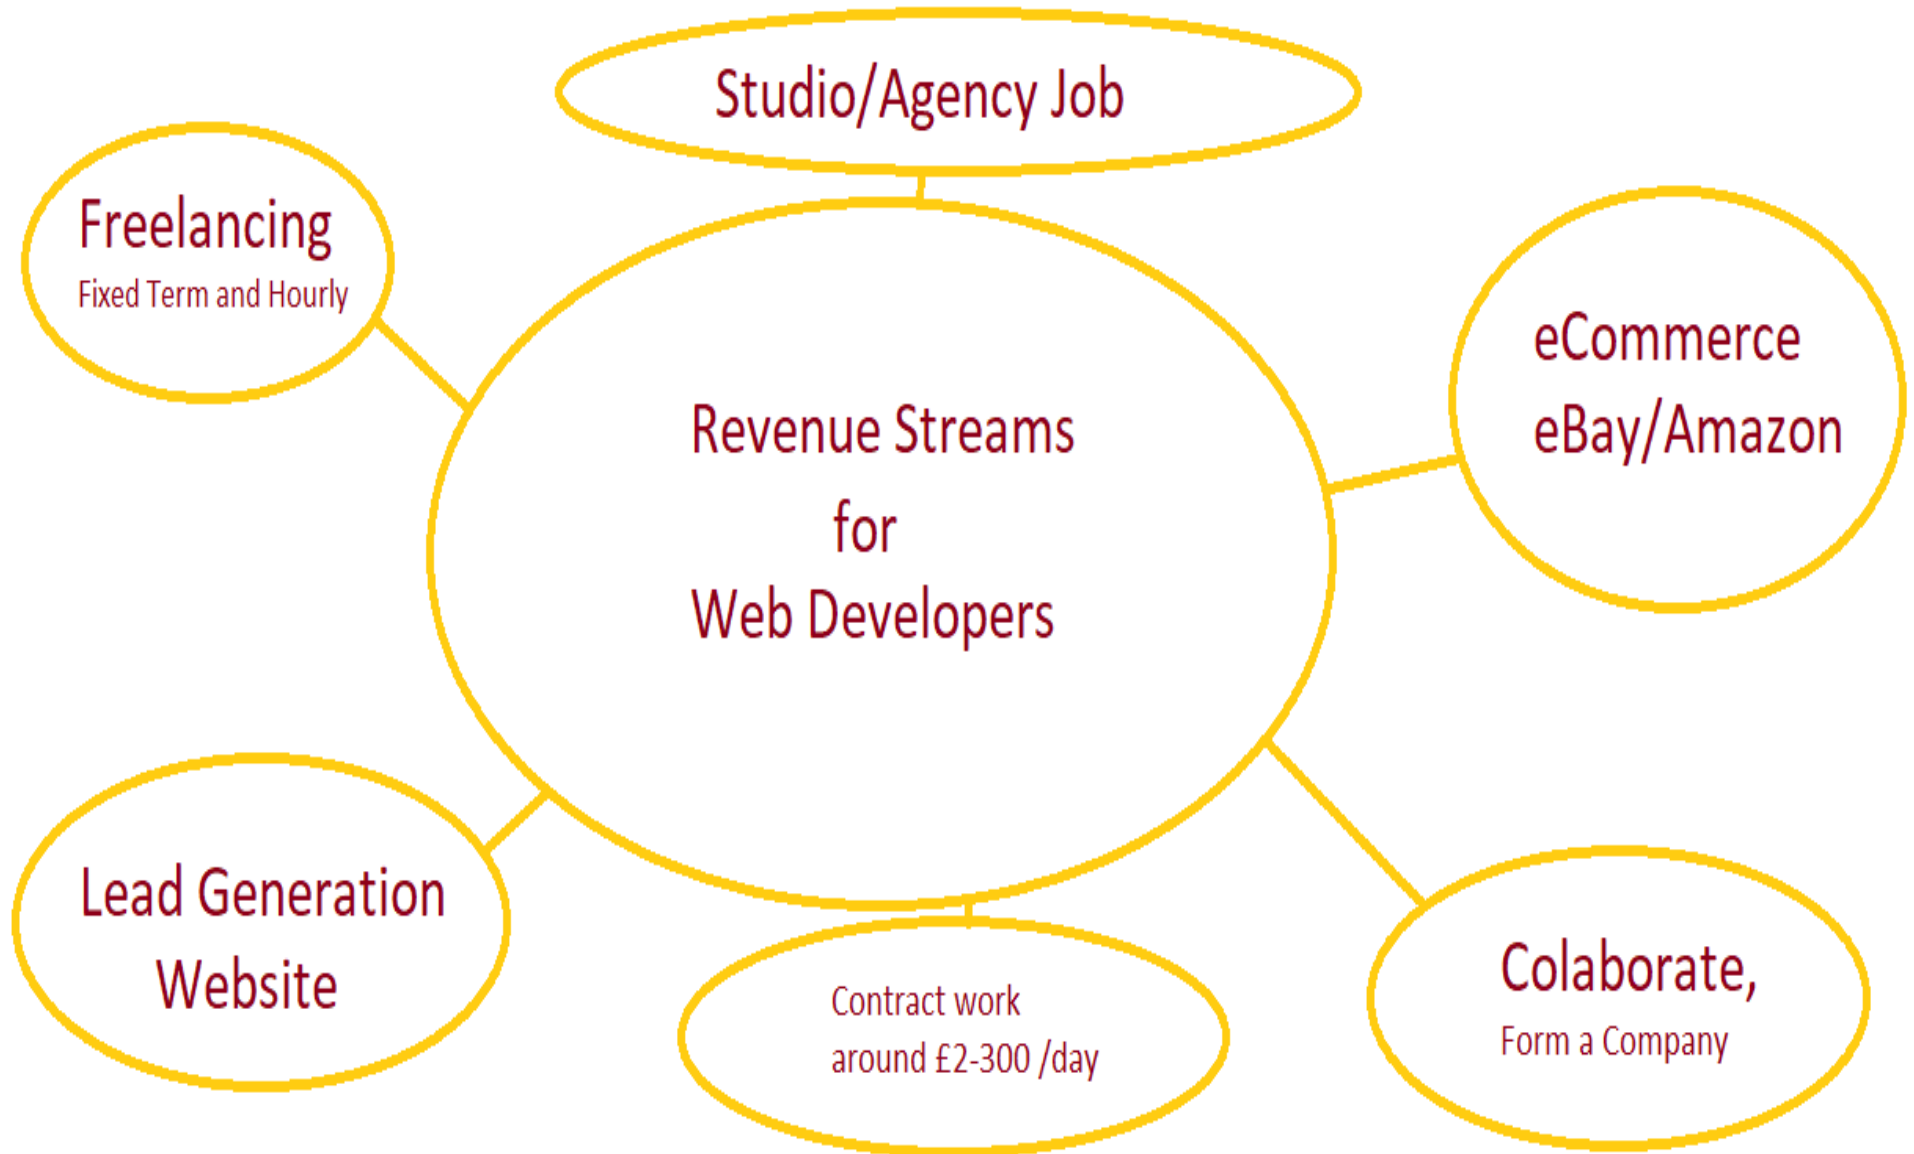 Studio/Agency Job
Freelancing
Fixed Term and Hourly
eCommerce
eBay/Amazon
Revenue Streams
for
Web Developers
Lead Generation
Website
Contract work
around £2-300 /day
Colaborate,
Form a Company